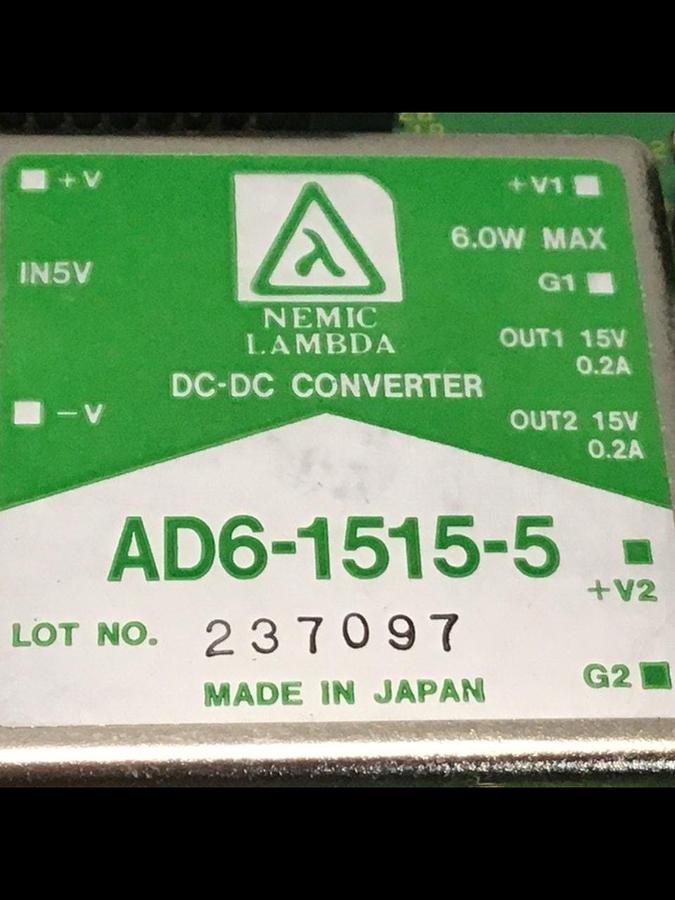 +V
+V1
6.0W MAX
IN5V
G1
λ
NEMIC
LAMBDA
OUT1 15V
0.2A
DC-DC CONVERTER
-V
OUT2 15V
0.2A
AD6-1515-5
+V2
LOT NO. 237097
G2
MADE IN JAPAN